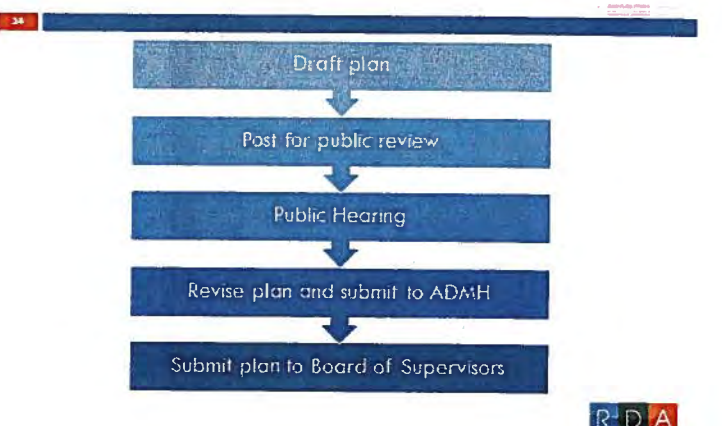 34
Draft plan
Post for public review
Public Hearing
Revise plan and submit to ADMH
Submit plan to Board of Supervisors
R D A